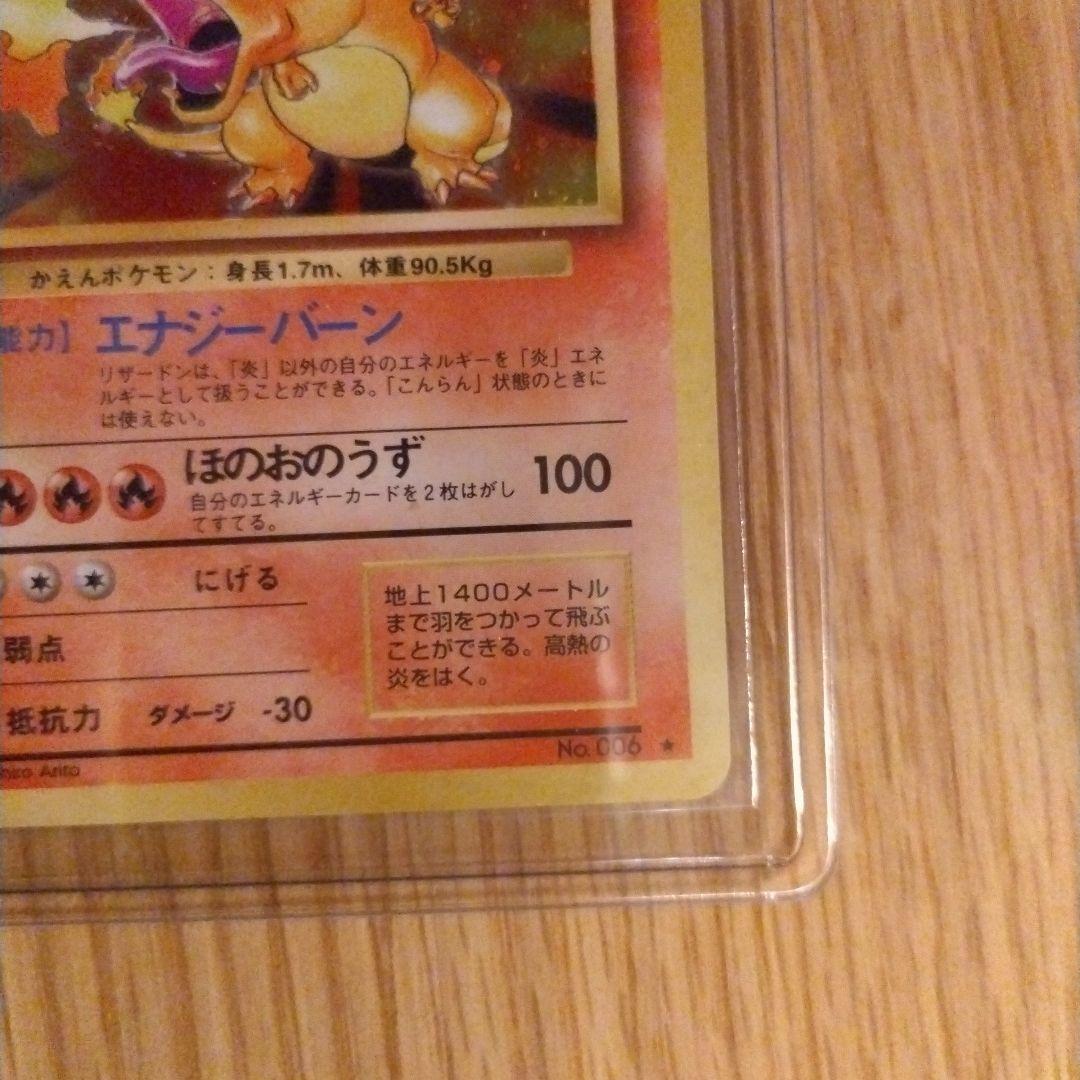 かえんポケモン：身長1.7m、体重90.5Kg
能力】 エナジーバーン
リザードンは、「炎」以外の自分のエネルギーを「炎」エネ
ルギーとして扱うことができる。「こんらん」状態のときに
は使えない。
ほのおのうず 100
自分のエネルギーカードを2枚はがし
てすてる。
にげる
地上1400メートル
まで羽をつかって飛ぶ
ことができる。高熱の
炎をはく。
弱点
抵抗力 ダメージ -30
No. 006 ★
Arita